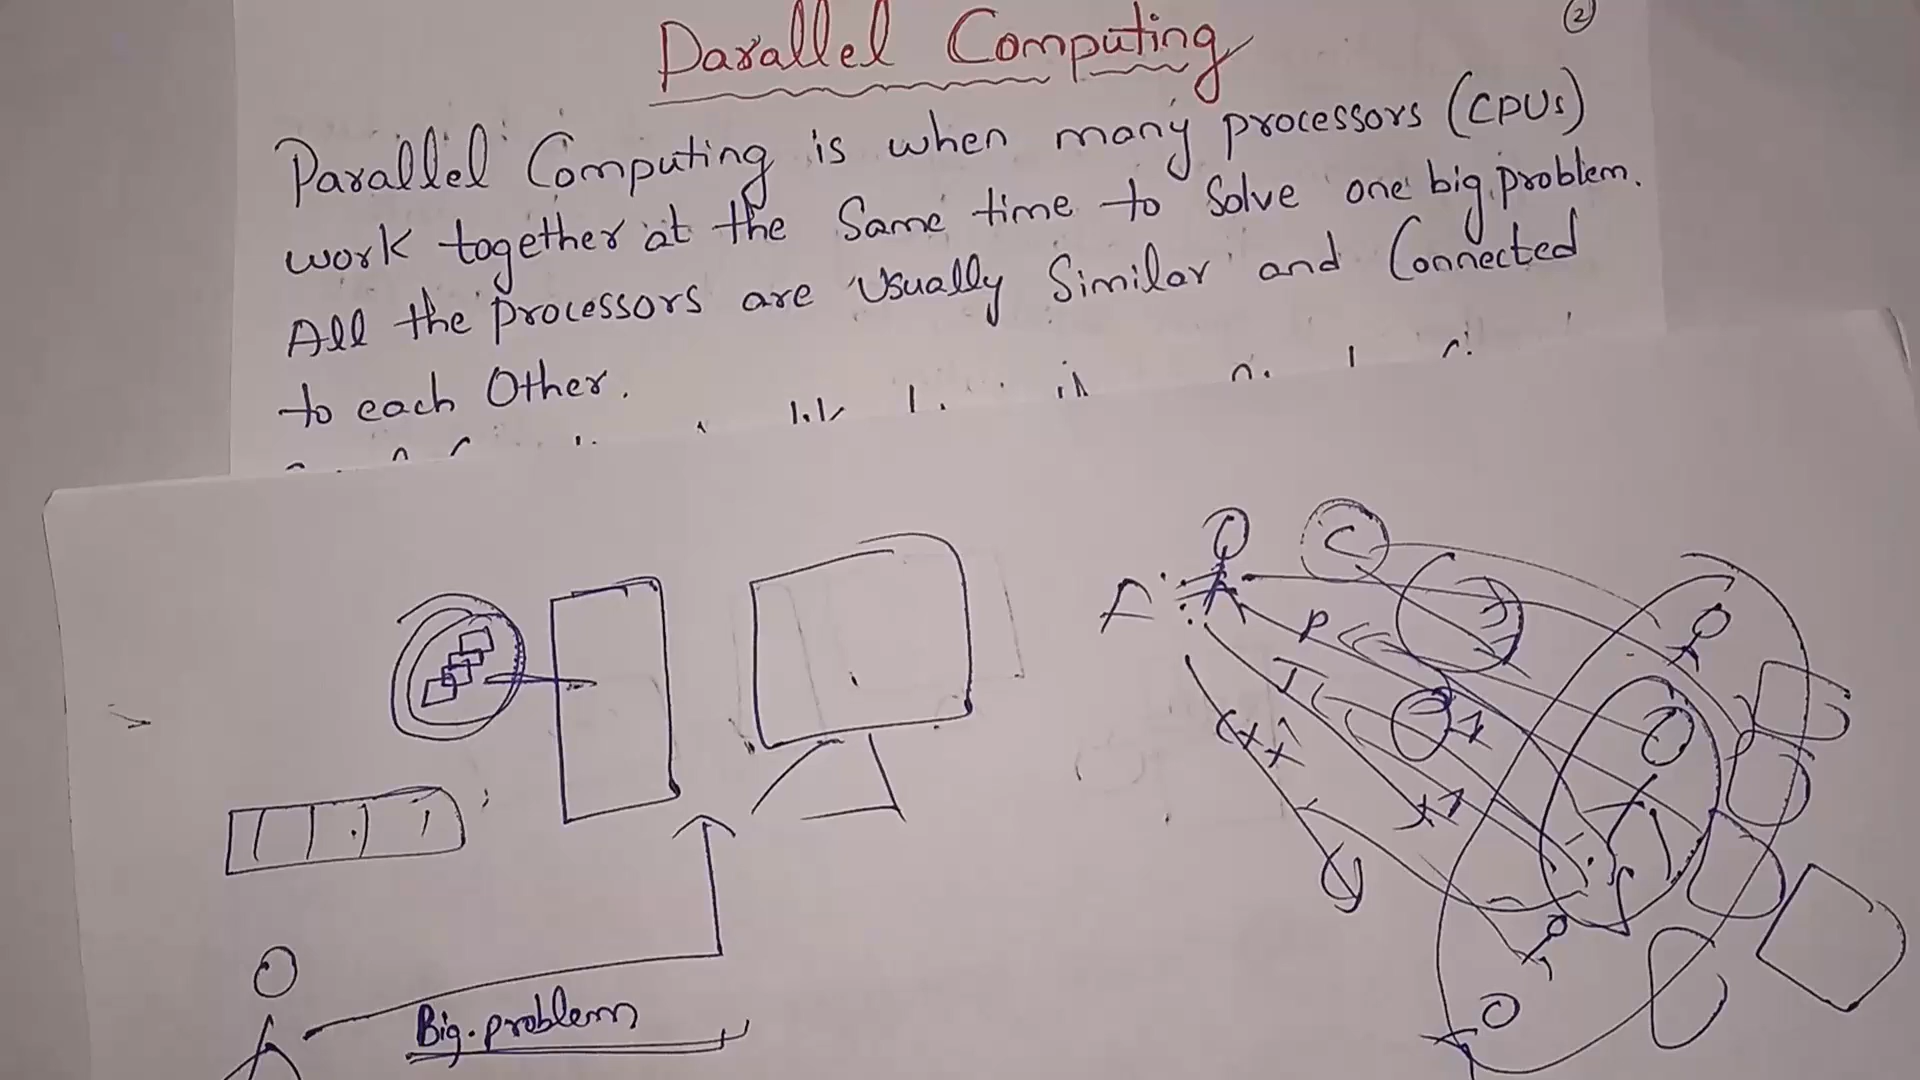 2
Parallel Computing
Parallel Computing is when many processors (CPUs)
work together at the same time to Solve one big problem.
All the processors are Usually Similar and Connected
to each Other.
C
Big. problem